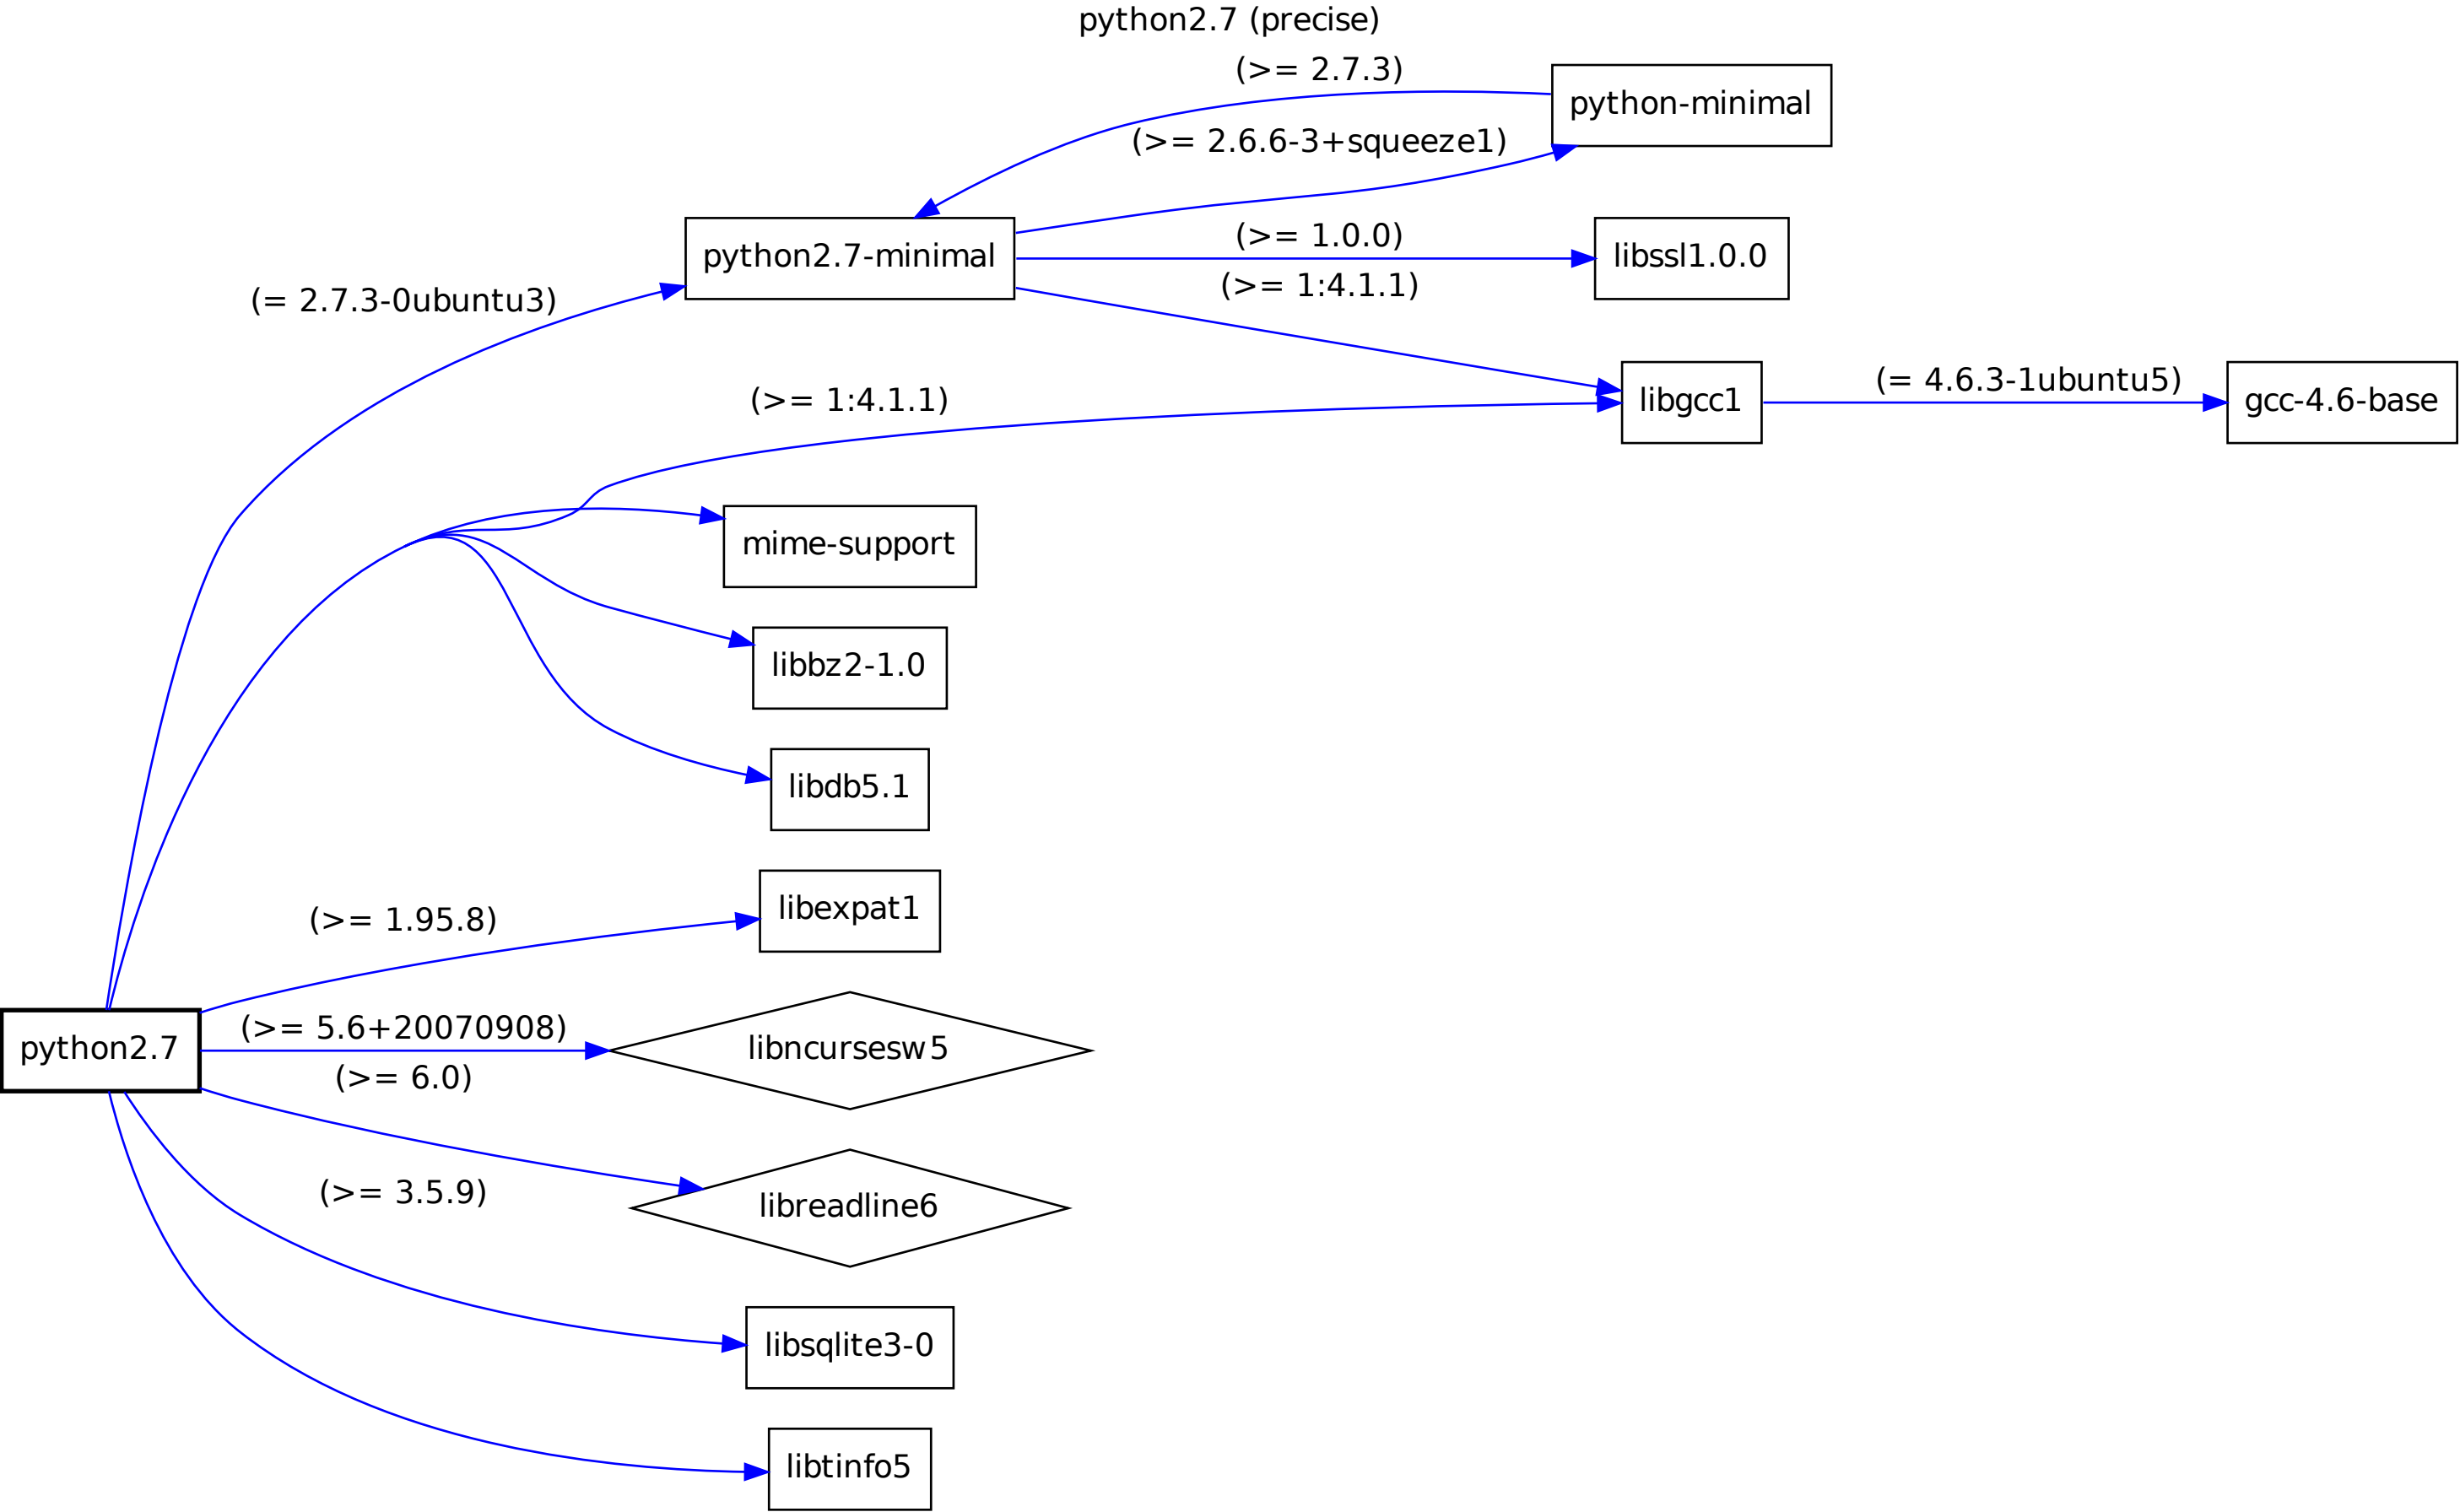 python2.7 (precise)
(>= 2.7.3)
python-minimal
(>= 2.6.6-3+squeeze1)
python2.7-minimal
(>= 1.0.0)
libssl1.0.0
(= 2.7.3-0ubuntu3)
(>= 1:4.1.1)
(>= 1:4.1.1)
libgcc1
(= 4.6.3-1ubuntu5)
gcc-4.6-base
mime-support
libbz2-1.0
libdb5.1
(>= 1.95.8)
libexpat1
python2.7
(>= 5.6+20070908)
libncursesw5
(>= 6.0)
libreadline6
(>= 3.5.9)
libsqlite3-0
libtinfo5